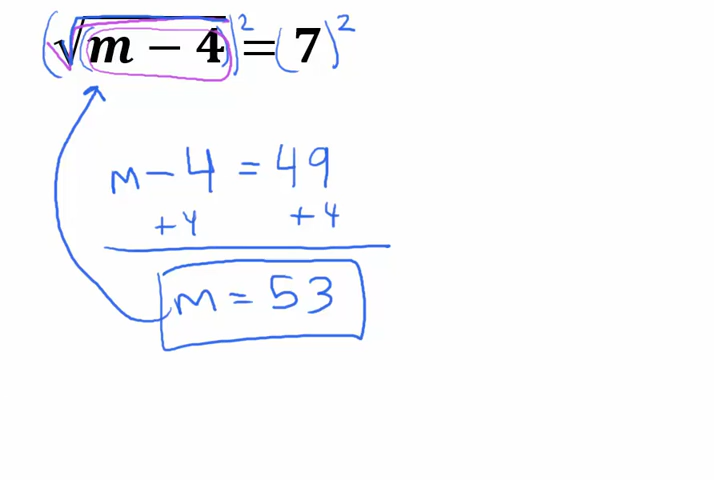 (√m − 4)² = (7)²
m − 4 = 49
+4 +4
m = 53